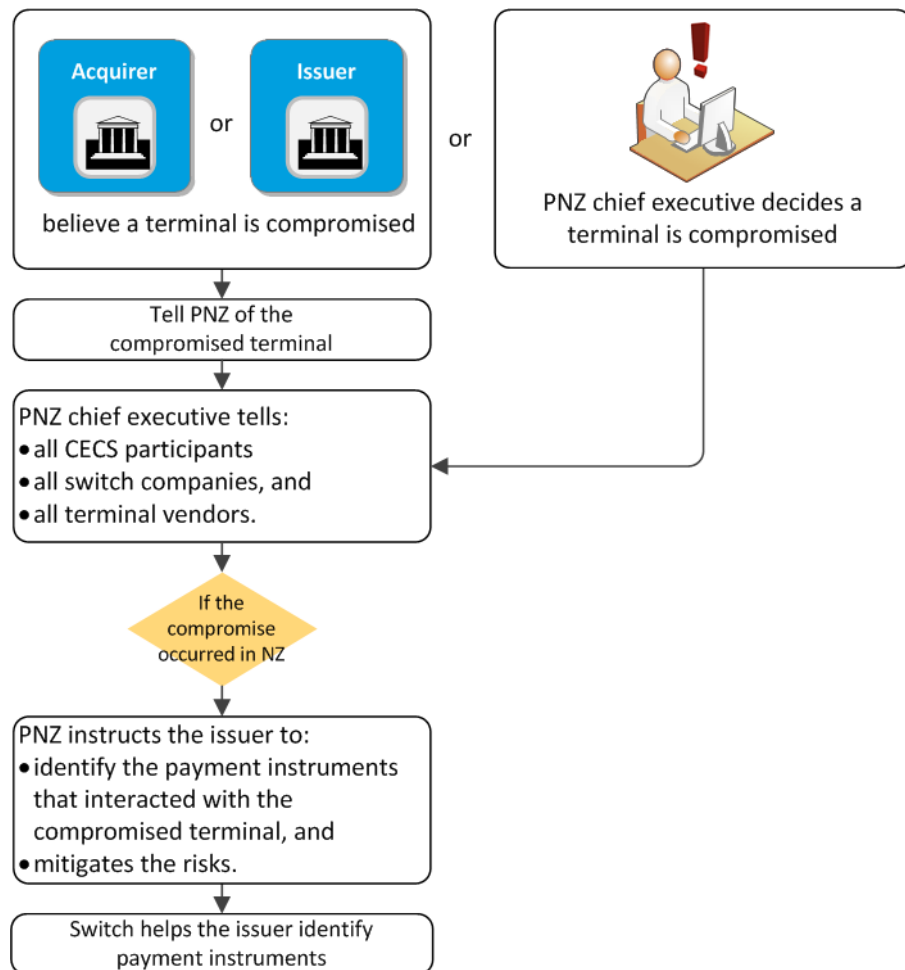 Acquirer
or
Issuer
believe a terminal is compromised
or
PNZ chief executive decides a
terminal is compromised
Tell PNZ of the
compromised terminal
PNZ chief executive tells:
• all CECS participants
• all switch companies, and
• all terminal vendors.
If the
compromise
occurred in NZ
PNZ instructs the issuer to:
• identify the payment instruments
that interacted with the
compromised terminal, and
• mitigates the risks.
Switch helps the issuer identify
payment instruments